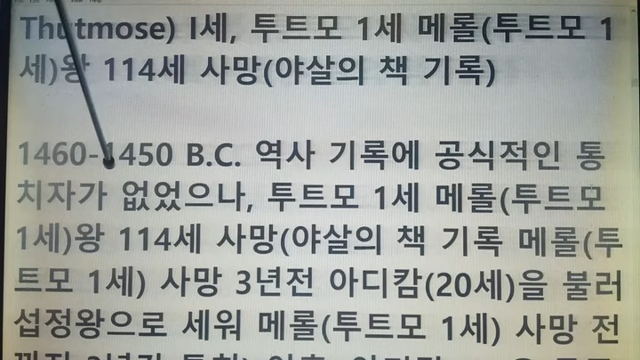 Thutmose) I세, 투트모 1세 메롤(투트모 1
세)왕 114세 사망(야살의 책 기록)
1460-1450 B.C. 역사 기록에 공식적인 통
치자가 없었으나, 투트모 1세 메롤(투트모
1세)왕 114세 사망(야살의 책 기록 메롤(투
트모 1세) 사망 3년전 아디캄(20세)을 불러
섭정왕으로 세워 메롤(투트모 1세) 사망 전